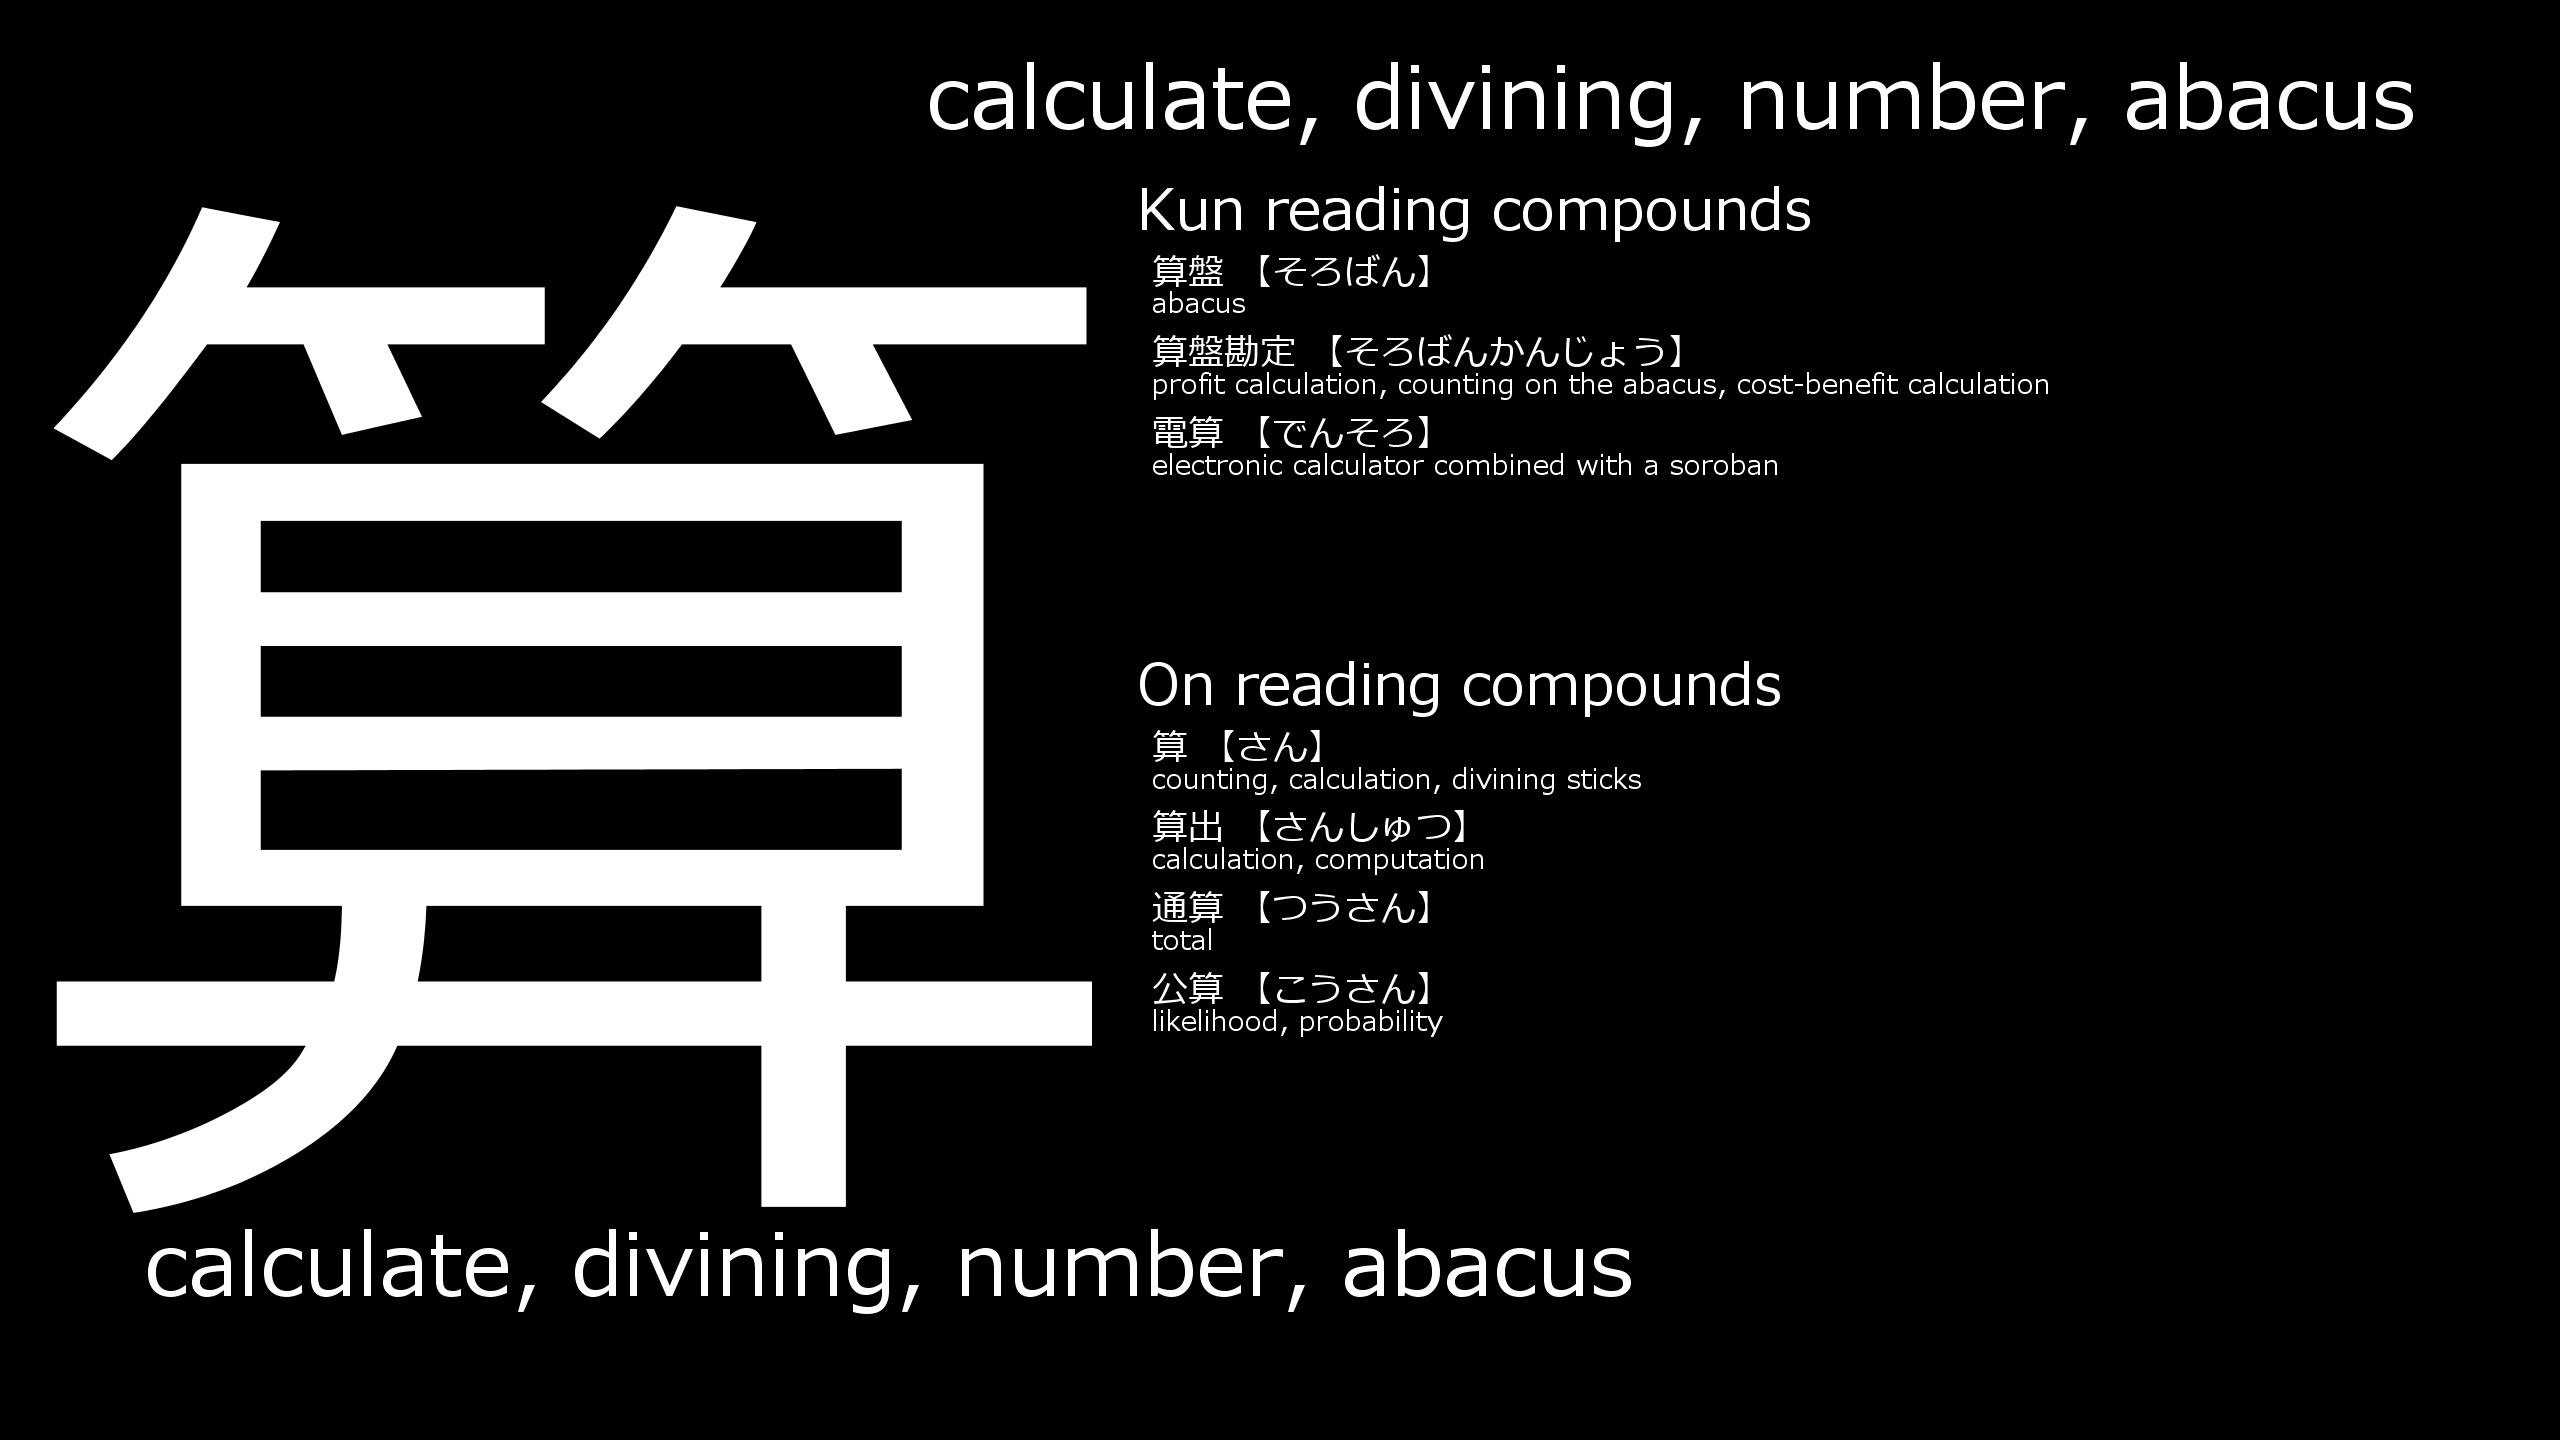 calculate, divining, number, abacus
算
Kun reading compounds
算盤 【そろばん】
abacus
算盤勘定 【そろばんかんじょう】
profit calculation, counting on the abacus, cost-benefit calculation
電算 【でんそろ】
electronic calculator combined with a soroban
On reading compounds
算 【さん】
counting, calculation, divining sticks
算出 【さんしゅつ】
calculation, computation
通算 【つうさん】
total
公算 【こうさん】
likelihood, probability
calculate, divining, number, abacus